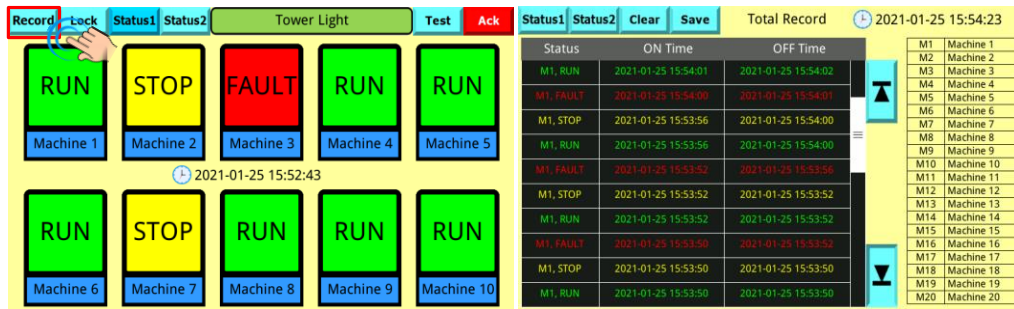 Record Lock Status1 Status2 Tower Light Test Ack
RUN STOP FAULT RUN RUN
Machine 1 Machine 2 Machine 3 Machine 4 Machine 5
2021-01-25 15:52:43
RUN STOP RUN RUN RUN
Machine 6 Machine 7 Machine 8 Machine 9 Machine 10
Status1 Status2 Clear Save Total Record 2021-01-25 15:54:23
Status ON Time OFF Time
M1, RUN 2021-01-25 15:54:01 2021-01-25 15:54:02
M1, FAULT 2021-01-25 15:54:00 2021-01-25 15:54:01
M1, STOP 2021-01-25 15:53:56 2021-01-25 15:54:00
M1, RUN 2021-01-25 15:53:56 2021-01-25 15:54:00
M1, FAULT 2021-01-25 15:53:52 2021-01-25 15:53:56
M1, STOP 2021-01-25 15:53:52 2021-01-25 15:53:52
M1, RUN 2021-01-25 15:53:52 2021-01-25 15:53:52
M1, FAULT 2021-01-25 15:53:50 2021-01-25 15:53:52
M1, STOP 2021-01-25 15:53:50 2021-01-25 15:53:50
M1, RUN 2021-01-25 15:53:50 2021-01-25 15:53:50
M1 Machine 1
M2 Machine 2
M3 Machine 3
M4 Machine 4
M5 Machine 5
M6 Machine 6
M7 Machine 7
M8 Machine 8
M9 Machine 9
M10 Machine 10
M11 Machine 11
M12 Machine 12
M13 Machine 13
M14 Machine 14
M15 Machine 15
M16 Machine 16
M17 Machine 17
M18 Machine 18
M19 Machine 19
M20 Machine 20